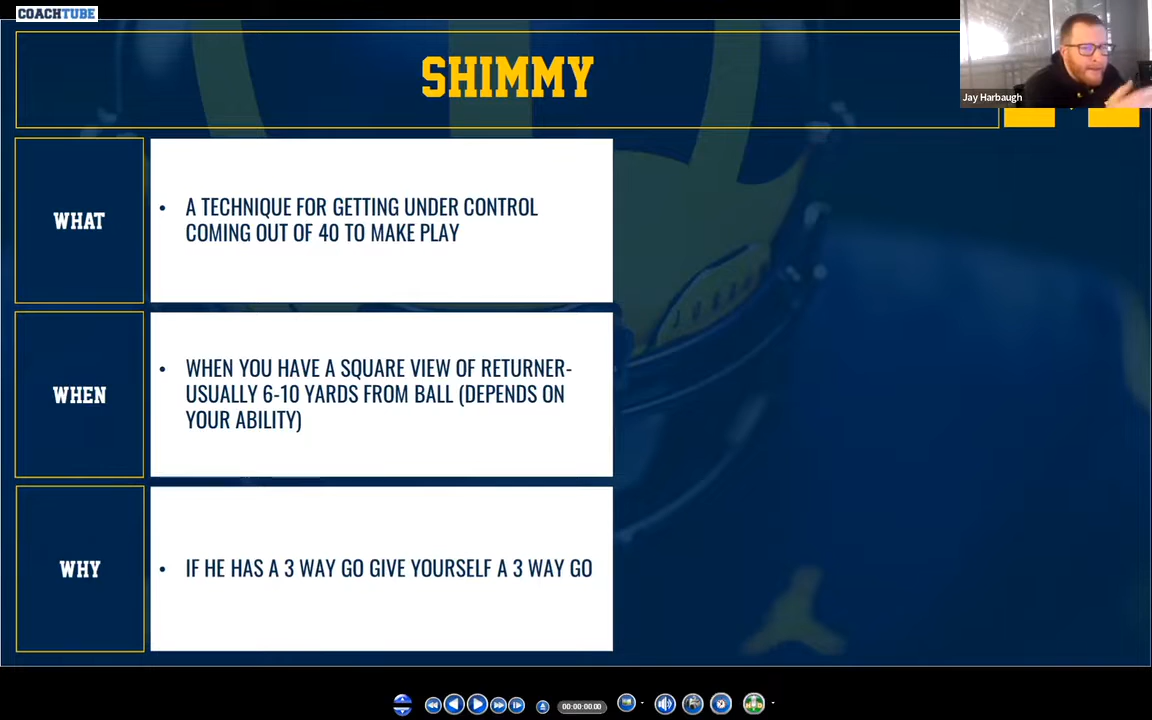 COACHTUBE
SHIMMY
Jay Harbaugh
WHAT
• A TECHNIQUE FOR GETTING UNDER CONTROL
COMING OUT OF 40 TO MAKE PLAY
WHEN
• WHEN YOU HAVE A SQUARE VIEW OF RETURNER-
USUALLY 6-10 YARDS FROM BALL (DEPENDS ON
YOUR ABILITY)
WHY
• IF HE HAS A 3 WAY GO GIVE YOURSELF A 3 WAY GO
00:00:00.00